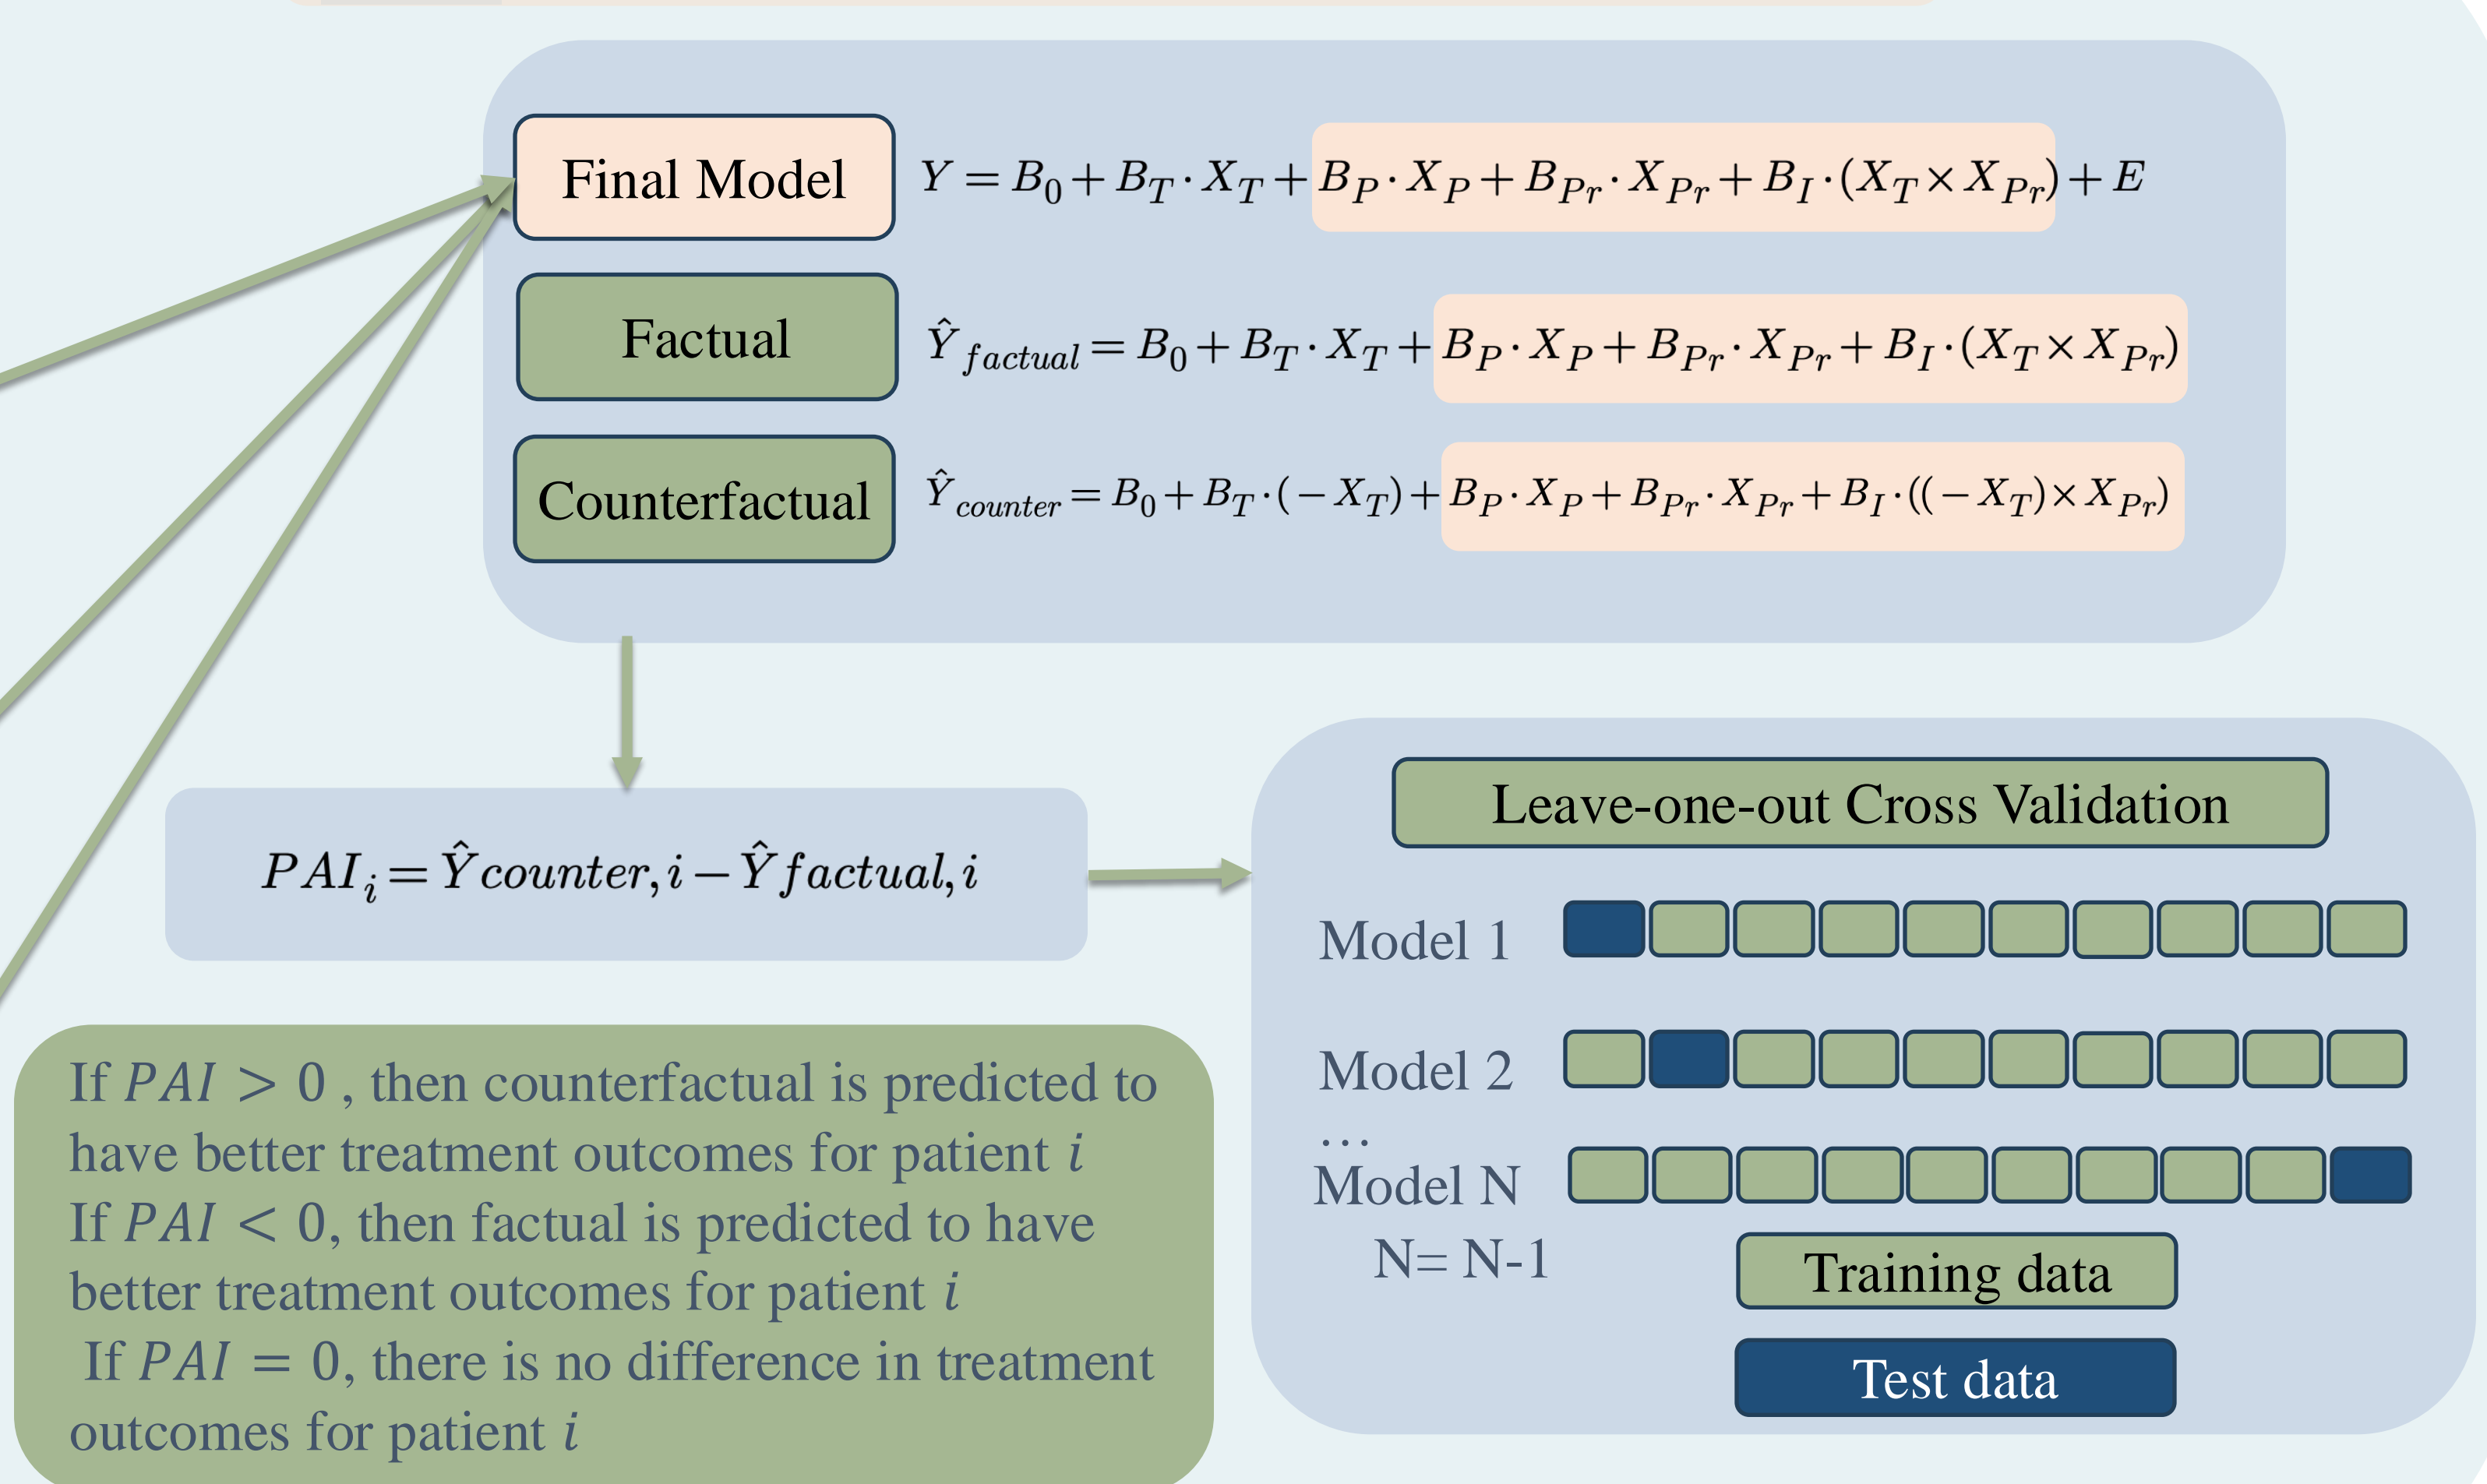 Final Model
Y = B₀ + B_T · X_T + B_P · X_P + B_Pr · X_Pr + B_I · (X_T × X_Pr) + E
Factual
Ŷ_factual = B₀ + B_T · X_T + B_P · X_P + B_Pr · X_Pr + B_I · (X_T × X_Pr)
Counterfactual
Ŷ_counter = B₀ + B_T · (−X_T) + B_P · X_P + B_Pr · X_Pr + B_I · ((−X_T) × X_Pr)
PAI_i = Ŷcounter, i − Ŷfactual, i
If PAI > 0 , then counterfactual is predicted to
have better treatment outcomes for patient i
If PAI < 0, then factual is predicted to have
better treatment outcomes for patient i
If PAI = 0, there is no difference in treatment
outcomes for patient i
Leave-one-out Cross Validation
Model 1
Model 2
…
Model N
N= N-1
Training data
Test data